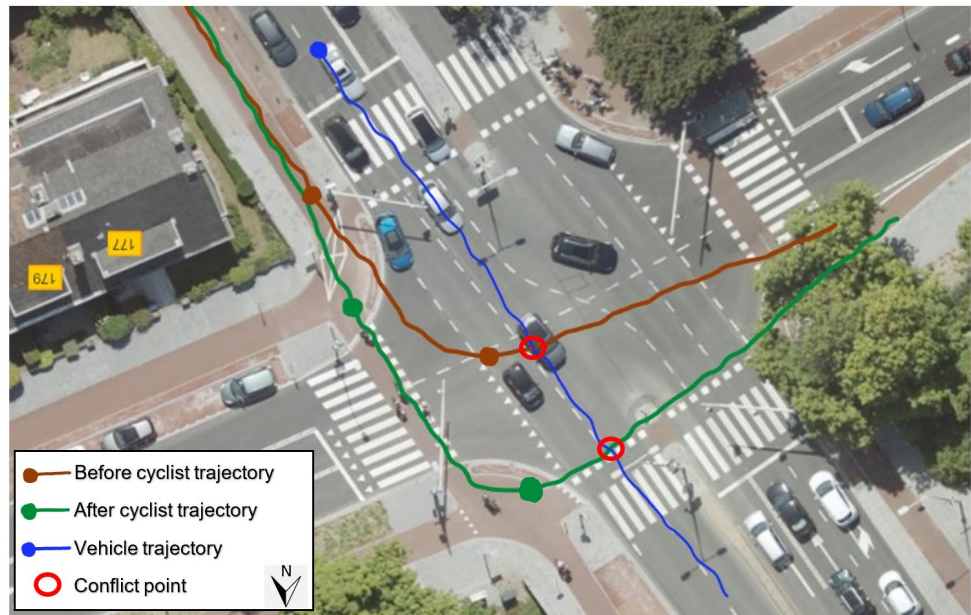 177
179
Before cyclist trajectory
After cyclist trajectory
Vehicle trajectory
Conflict point
N